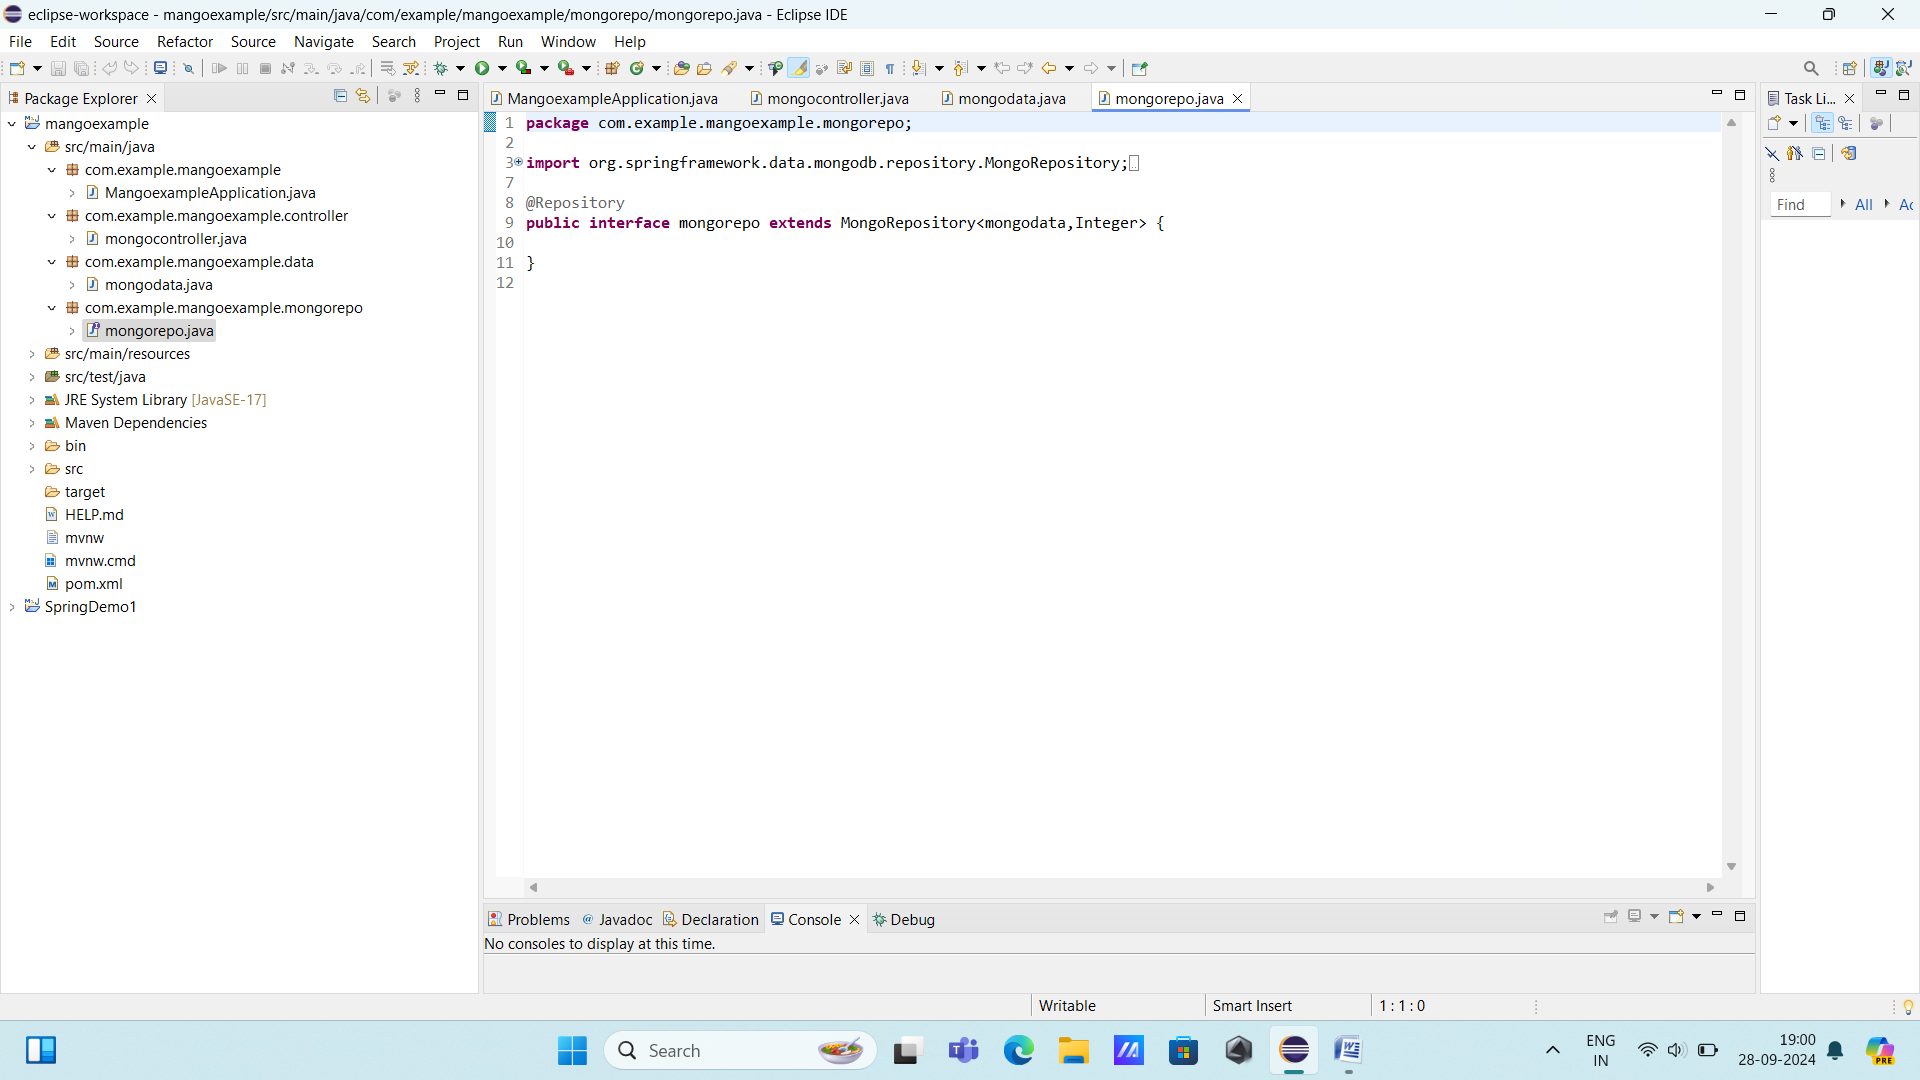 eclipse-workspace - mangoexample/src/main/java/com/example/mangoexample/mongorepo/mongorepo.java - Eclipse IDE
File Edit Source Refactor Source Navigate Search Project Run Window Help
Package Explorer
mangoexample
src/main/java
com.example.mangoexample
MangoexampleApplication.java
com.example.mangoexample.controller
mongocontroller.java
com.example.mangoexample.data
mongodata.java
com.example.mangoexample.mongorepo
mongorepo.java
src/main/resources
src/test/java
JRE System Library [JavaSE-17]
Maven Dependencies
bin
src
target
HELP.md
mvnw
mvnw.cmd
pom.xml
SpringDemo1
MangoexampleApplication.java mongocontroller.java mongodata.java mongorepo.java
1 package com.example.mangoexample.mongorepo;
2
3 import org.springframework.data.mongodb.repository.MongoRepository;
7
8 @Repository
9 public interface mongorepo extends MongoRepository<mongodata,Integer> {
10
11 }
12
Task Li...
Find All Ac
Problems Javadoc Declaration Console Debug
No consoles to display at this time.
Writable Smart Insert 1 : 1 : 0
Search
ENG
IN
19:00
28-09-2024
PRE